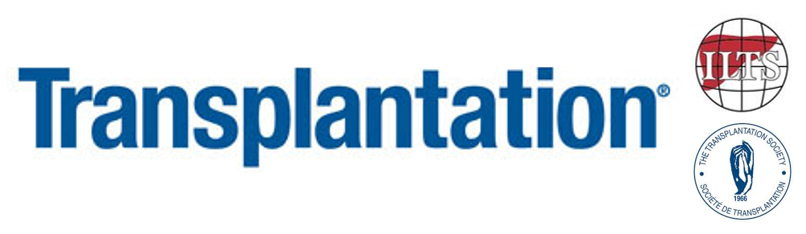 Transplantation®
ILTS
THE TRANSPLANTATION SOCIETY
1966
SOCIÉTÉ DE TRANSPLANTATION